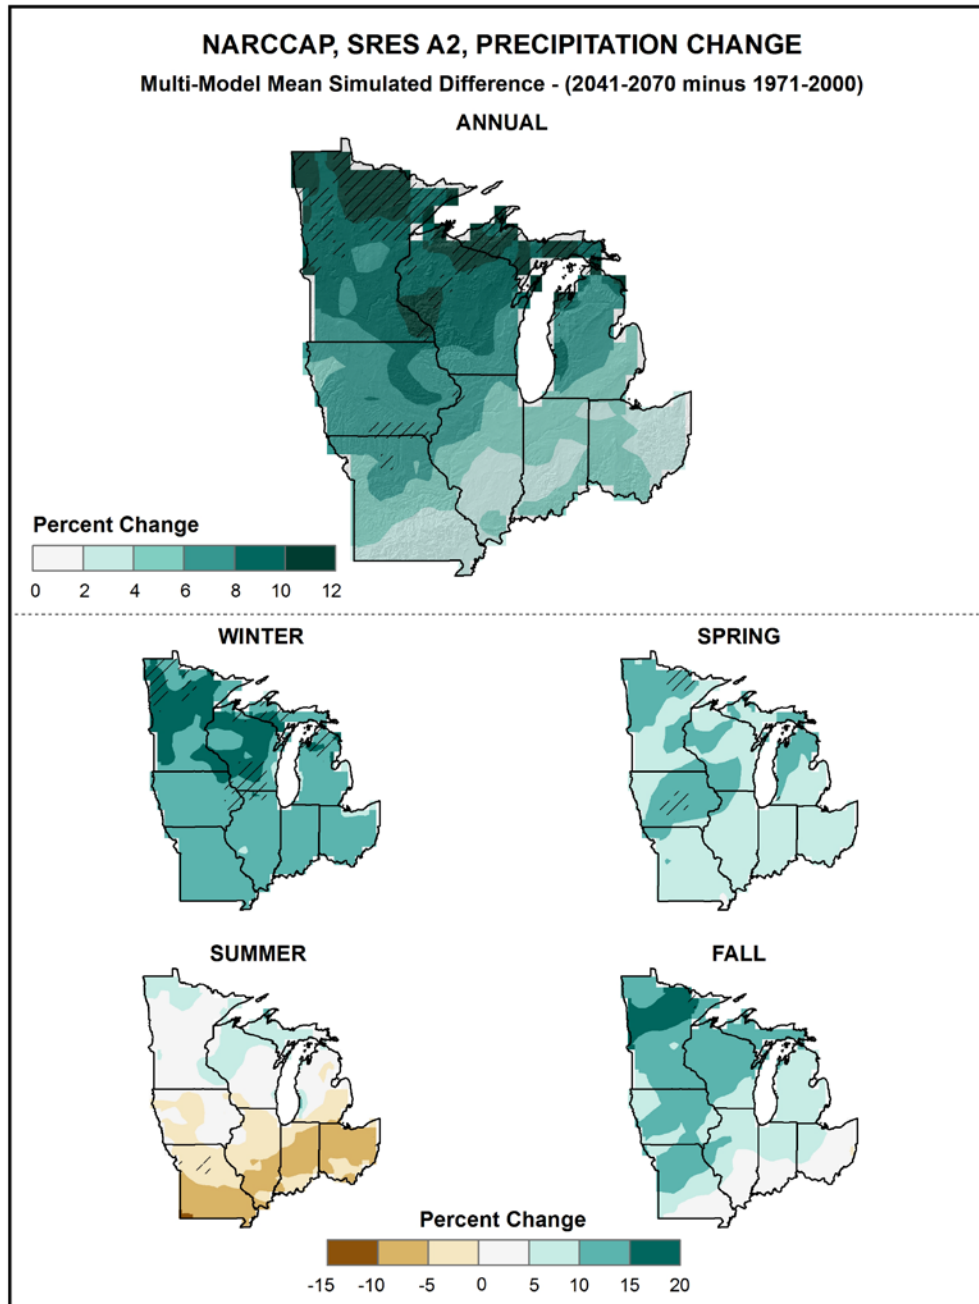 NARCCAP, SRES A2, PRECIPITATION CHANGE
Multi-Model Mean Simulated Difference - (2041-2070 minus 1971-2000)
ANNUAL
Percent Change
0 2 4 6 8 10 12
WINTER SPRING
SUMMER FALL
Percent Change
-15 -10 -5 0 5 10 15 20